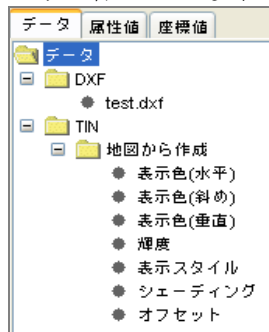 データ 属性値 座標値
データ
DXF
test.dxf
TIN
地図から作成
表示色(水平)
表示色(斜め)
表示色(垂直)
輝度
表示スタイル
シェーディング
オフセット